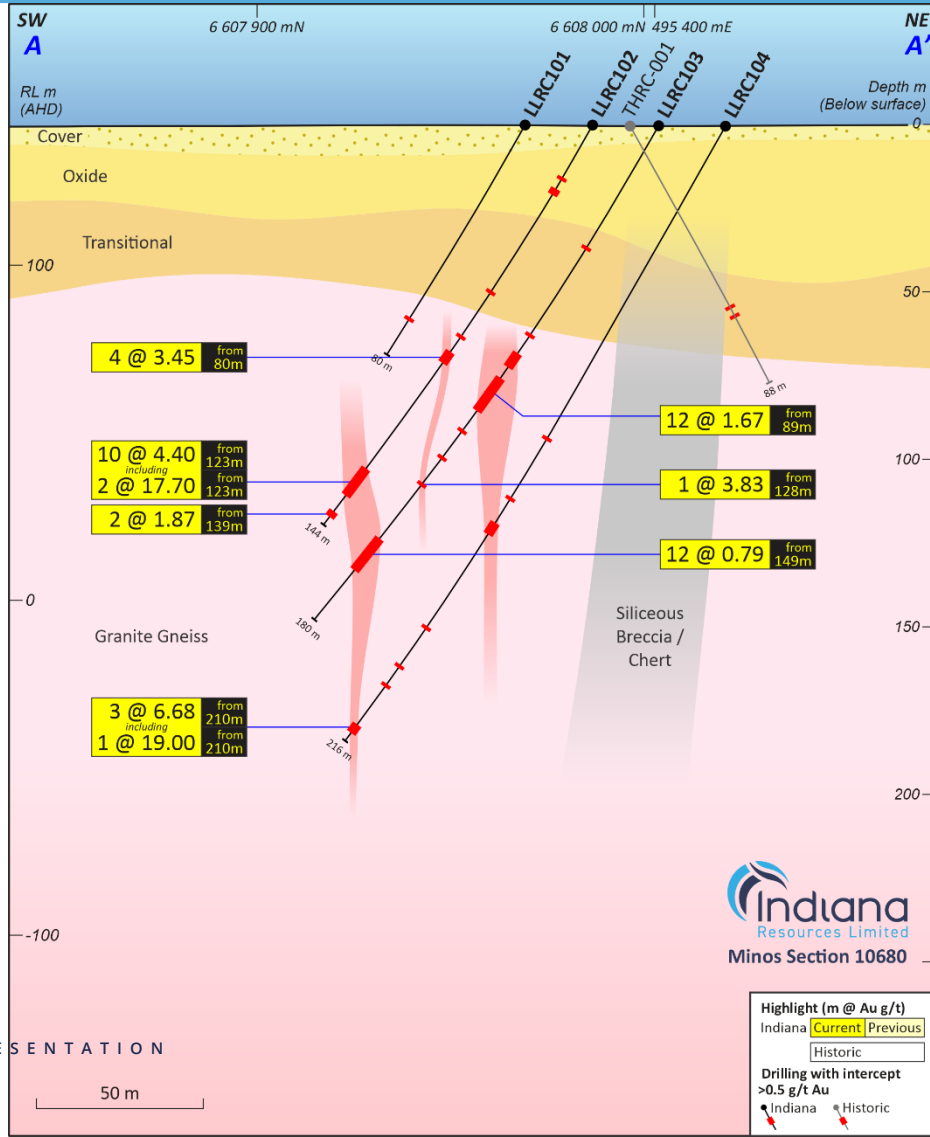 SW
A
6 607 900 mN
6 608 000 mN
495 400 mE
NE
A'
RL m
(AHD)
Depth m
(Below surface)
LLRC101
LLRC102
THRC-001
LLRC103
LLRC104
0
Cover
Oxide
Transitional
100
50
80 m
88 m
4 @ 3.45 from 80m
12 @ 1.67 from 89m
10 @ 4.40 from 123m
including
2 @ 17.70 from 123m
100
1 @ 3.83 from 128m
2 @ 1.87 from 139m
144 m
12 @ 0.79 from 149m
0
180 m
Granite Gneiss
Siliceous
Breccia /
Chert
150
3 @ 6.68 from 210m
including
1 @ 19.00 from 210m
216 m
200
-100
Indiana
Resources Limited
Minos Section 10680
ESENTATION
50 m
Highlight (m @ Au g/t)
Indiana Current Previous
Historic
Drilling with intercept
>0.5 g/t Au
Indiana Historic